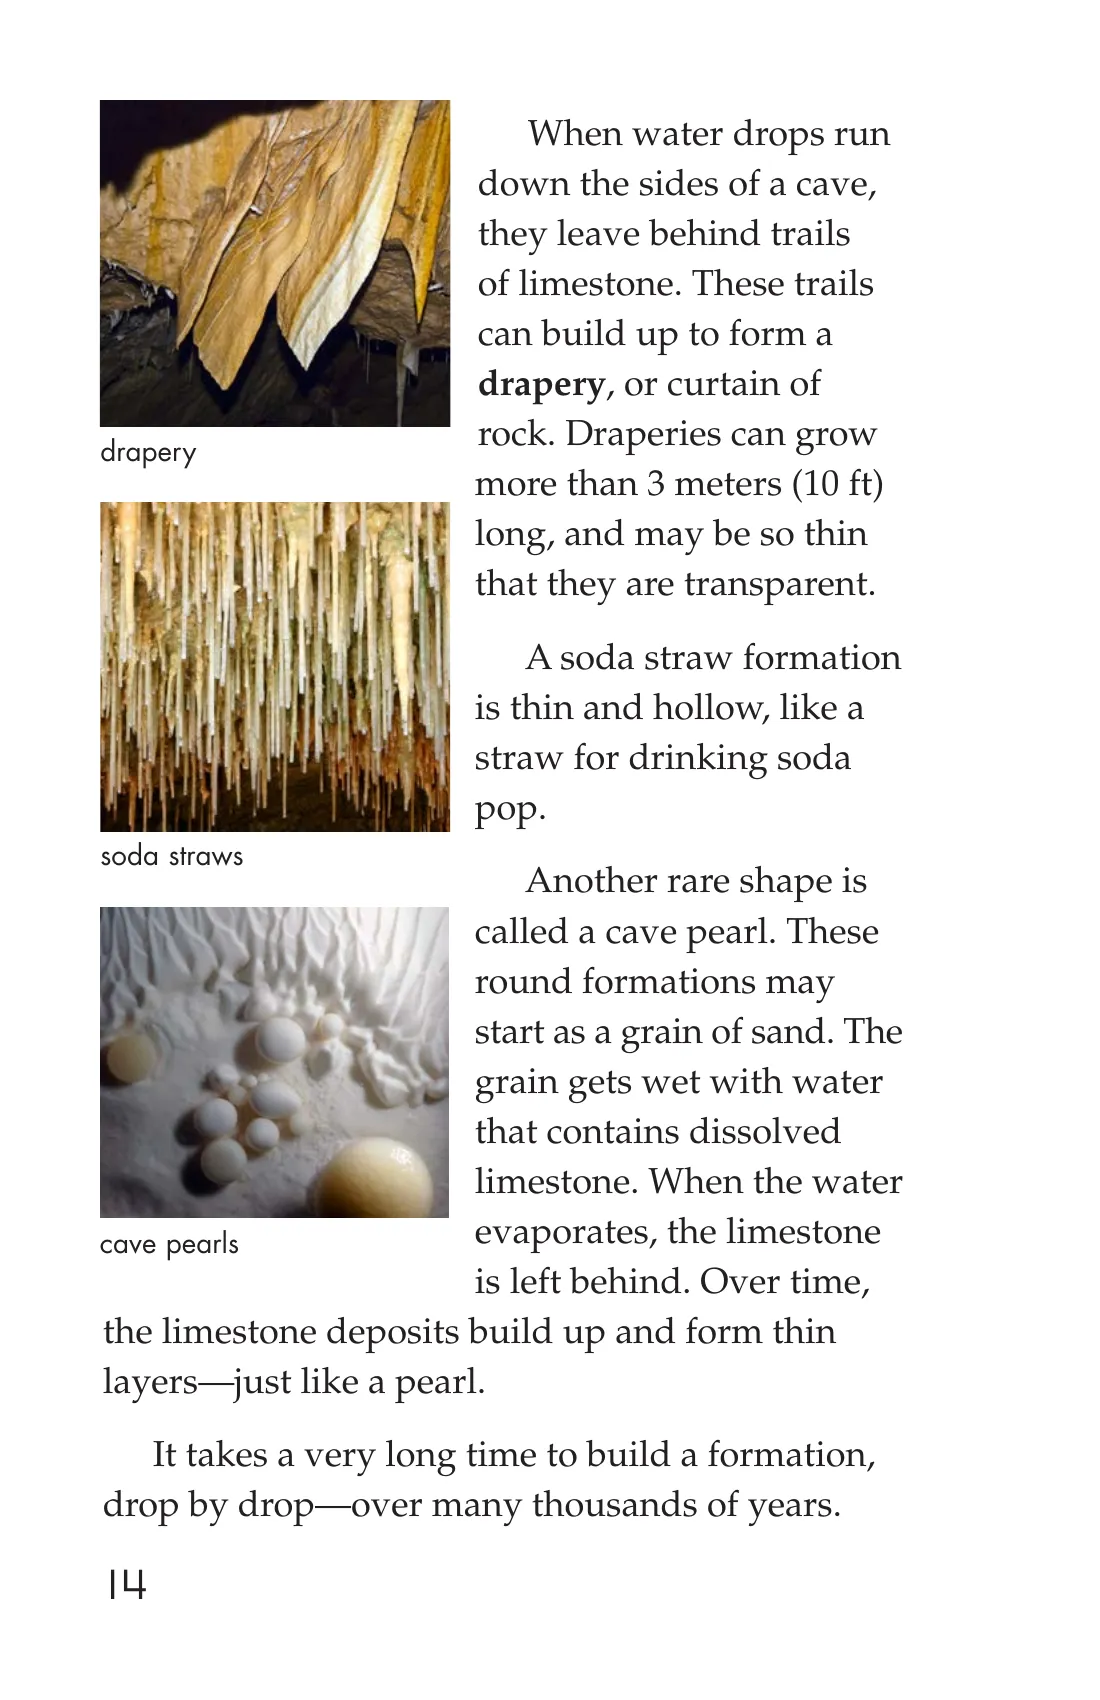 When water drops run
down the sides of a cave,
they leave behind trails
of limestone. These trails
can build up to form a
drapery, or curtain of
rock. Draperies can grow
more than 3 meters (10 ft)
long, and may be so thin
that they are transparent.
drapery
A soda straw formation
is thin and hollow, like a
straw for drinking soda
pop.
soda straws
Another rare shape is
called a cave pearl. These
round formations may
start as a grain of sand. The
grain gets wet with water
that contains dissolved
limestone. When the water
evaporates, the limestone
is left behind. Over time,
the limestone deposits build up and form thin
layers—just like a pearl.
cave pearls
It takes a very long time to build a formation,
drop by drop—over many thousands of years.
14